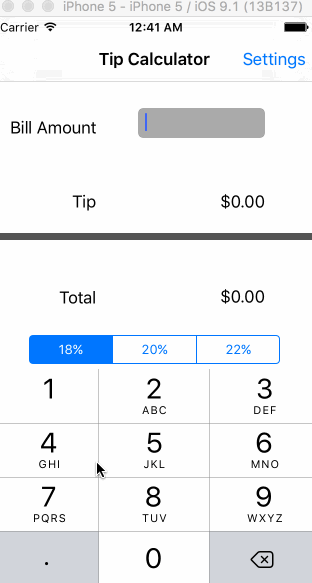 iPhone 5 - iPhone 5 / iOS 9.1 (13B137)
Carrier 12:41 AM
Tip Calculator Settings
Bill Amount
Tip $0.00
Total $0.00
18% 20% 22%
1 2 3
ABC DEF
4 5 6
GHI JKL MNO
7 8 9
PQRS TUV WXYZ
. 0